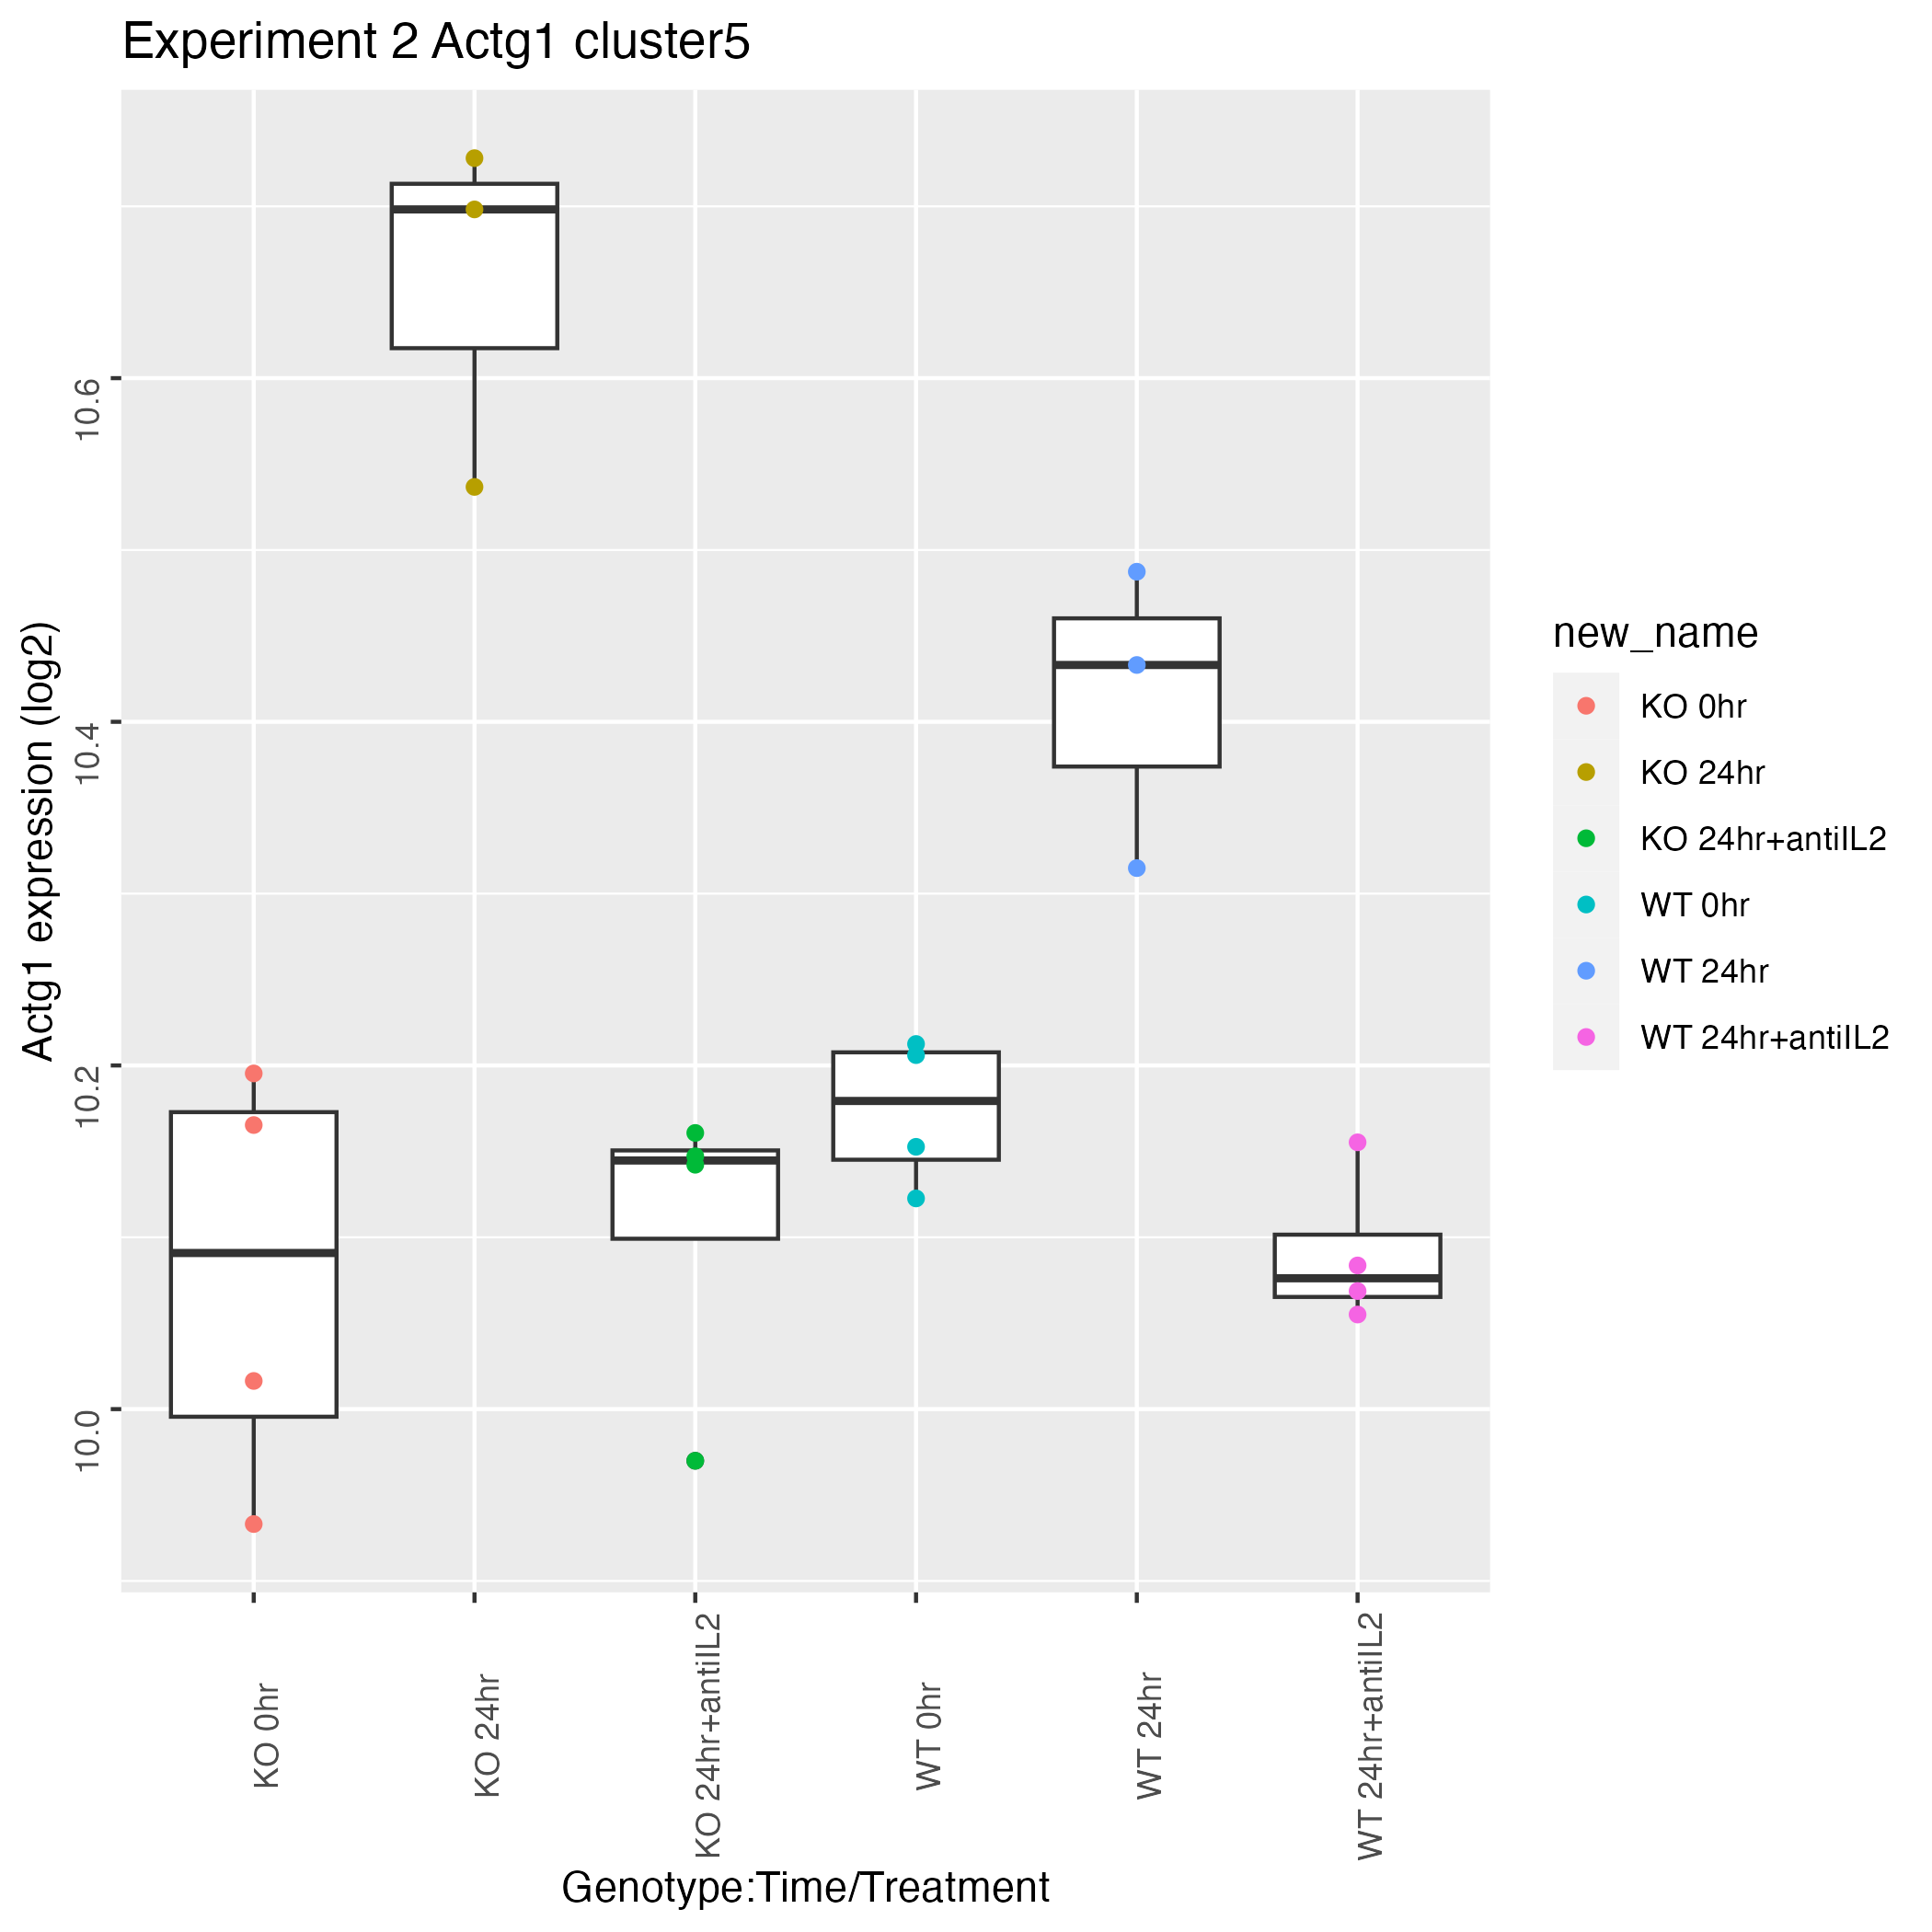 Experiment 2 Actg1 cluster5
Actg1 expression (log2)
10.6
10.4
10.2
10.0
KO 0hr
KO 24hr
KO 24hr+antiIL2
WT 0hr
WT 24hr
WT 24hr+antiIL2
Genotype:Time/Treatment
new_name
KO 0hr
KO 24hr
KO 24hr+antiIL2
WT 0hr
WT 24hr
WT 24hr+antiIL2